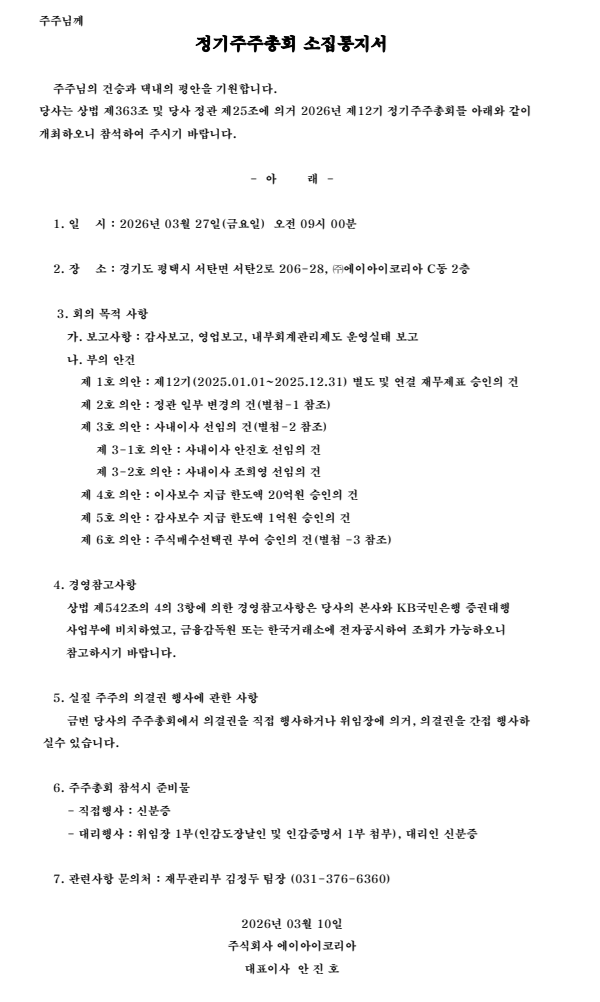 주주님께
정기주주총회 소집통지서
주주님의 건승과 댁내의 평안을 기원합니다.
당사는 상법 제363조 및 당사 정관 제25조에 의거 2026년 제12기 정기주주총회를 아래와 같이
개최하오니 참석하여 주시기 바랍니다.
- 아 래 -
1. 일 시 : 2026년 03월 27일(금요일) 오전 09시 00분
2. 장 소 : 경기도 평택시 서탄면 서탄2로 206-28, ㈜에이아이코리아 C동 2층
3. 회의 목적 사항
가. 보고사항 : 감사보고, 영업보고, 내부회계관리제도 운영실태 보고
나. 부의 안건
제 1호 의안 : 제12기(2025.01.01~2025.12.31) 별도 및 연결 재무제표 승인의 건
제 2호 의안 : 정관 일부 변경의 건(별첨-1 참조)
제 3호 의안 : 사내이사 선임의 건(별첨-2 참조)
제 3-1호 의안 : 사내이사 안진호 선임의 건
제 3-2호 의안 : 사내이사 조희영 선임의 건
제 4호 의안 : 이사보수 지급 한도액 20억원 승인의 건
제 5호 의안 : 감사보수 지급 한도액 1억원 승인의 건
제 6호 의안 : 주식매수선택권 부여 승인의 건(별첨 -3 참조)
4. 경영참고사항
상법 제542조의 4의 3항에 의한 경영참고사항은 당사의 본사와 KB국민은행 증권대행
사업부에 비치하였고, 금융감독원 또는 한국거래소에 전자공시하여 조회가 가능하오니
참고하시기 바랍니다.
5. 실질 주주의 의결권 행사에 관한 사항
금번 당사의 주주총회에서 의결권을 직접 행사하거나 위임장에 의거, 의결권을 간접 행사하
실수 있습니다.
6. 주주총회 참석시 준비물
- 직접행사 : 신분증
- 대리행사 : 위임장 1부(인감도장날인 및 인감증명서 1부 첨부), 대리인 신분증
7. 관련사항 문의처 : 재무관리부 김정두 팀장 (031-376-6360)
2026년 03월 10일
주식회사 에이아이코리아
대표이사 안 진 호